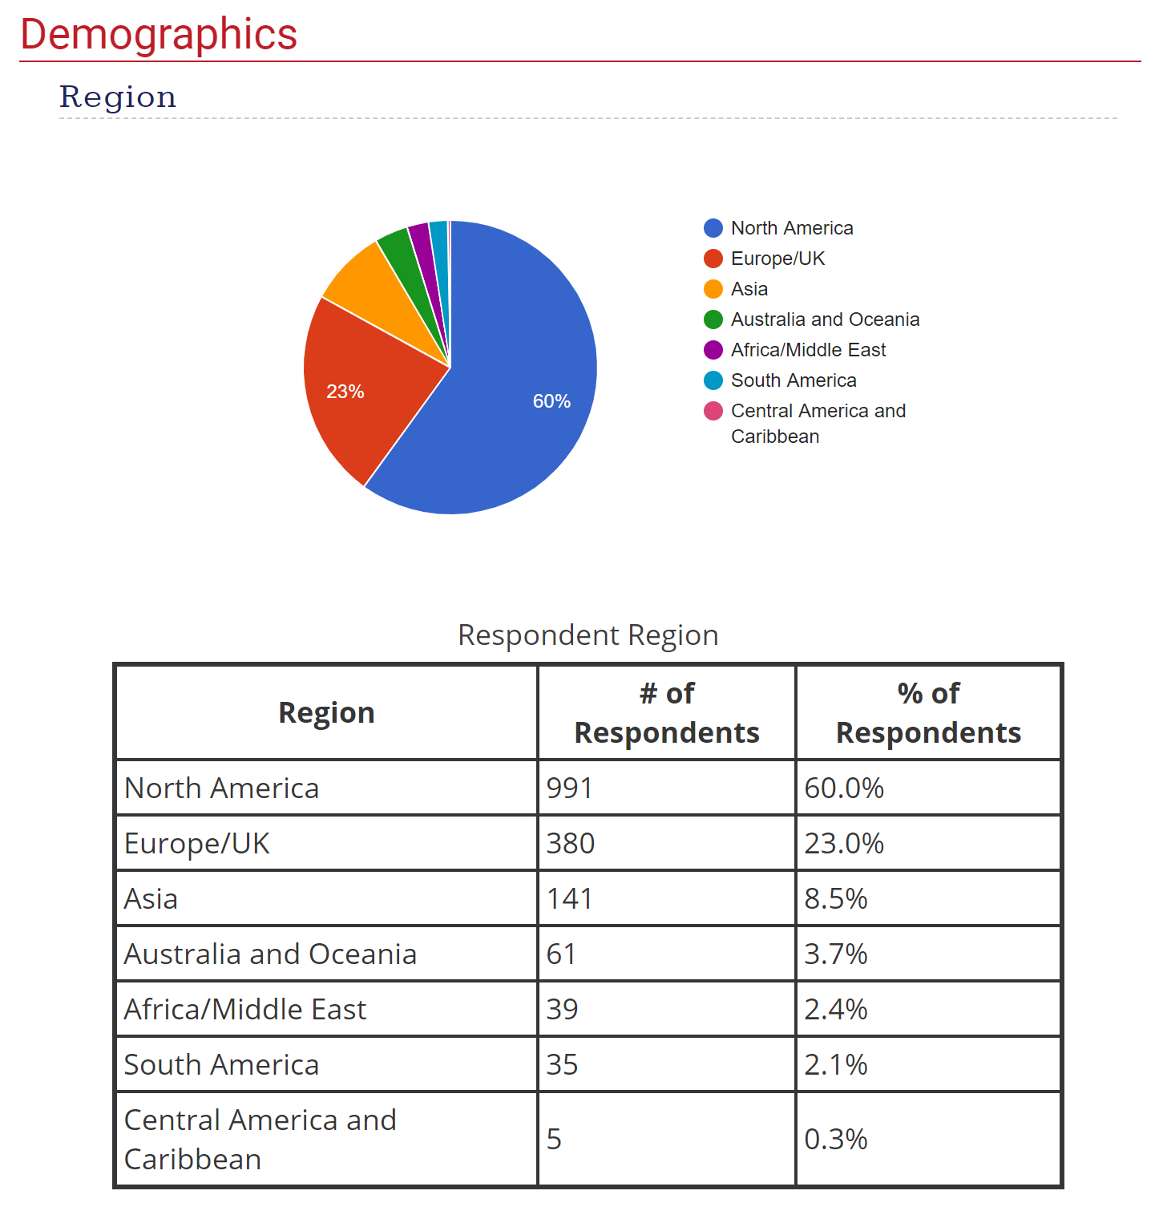 Demographics
Region
60%
23%
North America
Europe/UK
Asia
Australia and Oceania
Africa/Middle East
South America
Central America and
Caribbean
Respondent Region
Region # of Respondents % of Respondents
North America 991 60.0%
Europe/UK 380 23.0%
Asia 141 8.5%
Australia and Oceania 61 3.7%
Africa/Middle East 39 2.4%
South America 35 2.1%
Central America and Caribbean 5 0.3%